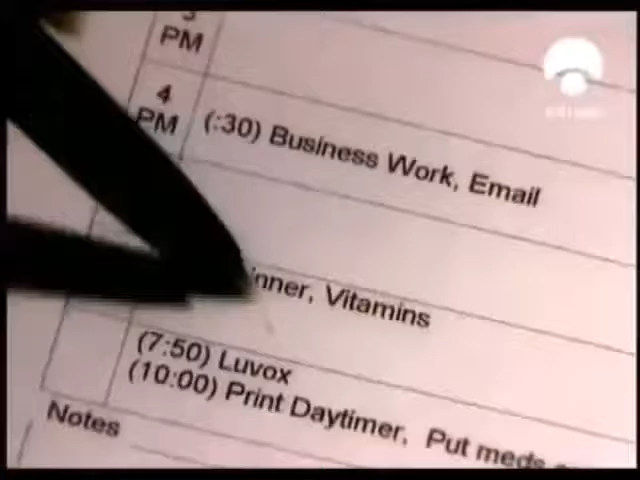 3
PM
4
PM
(:30) Business Work, Email
inner, Vitamins
(7:50) Luvox
(10:00) Print Daytimer, Put meds
Notes